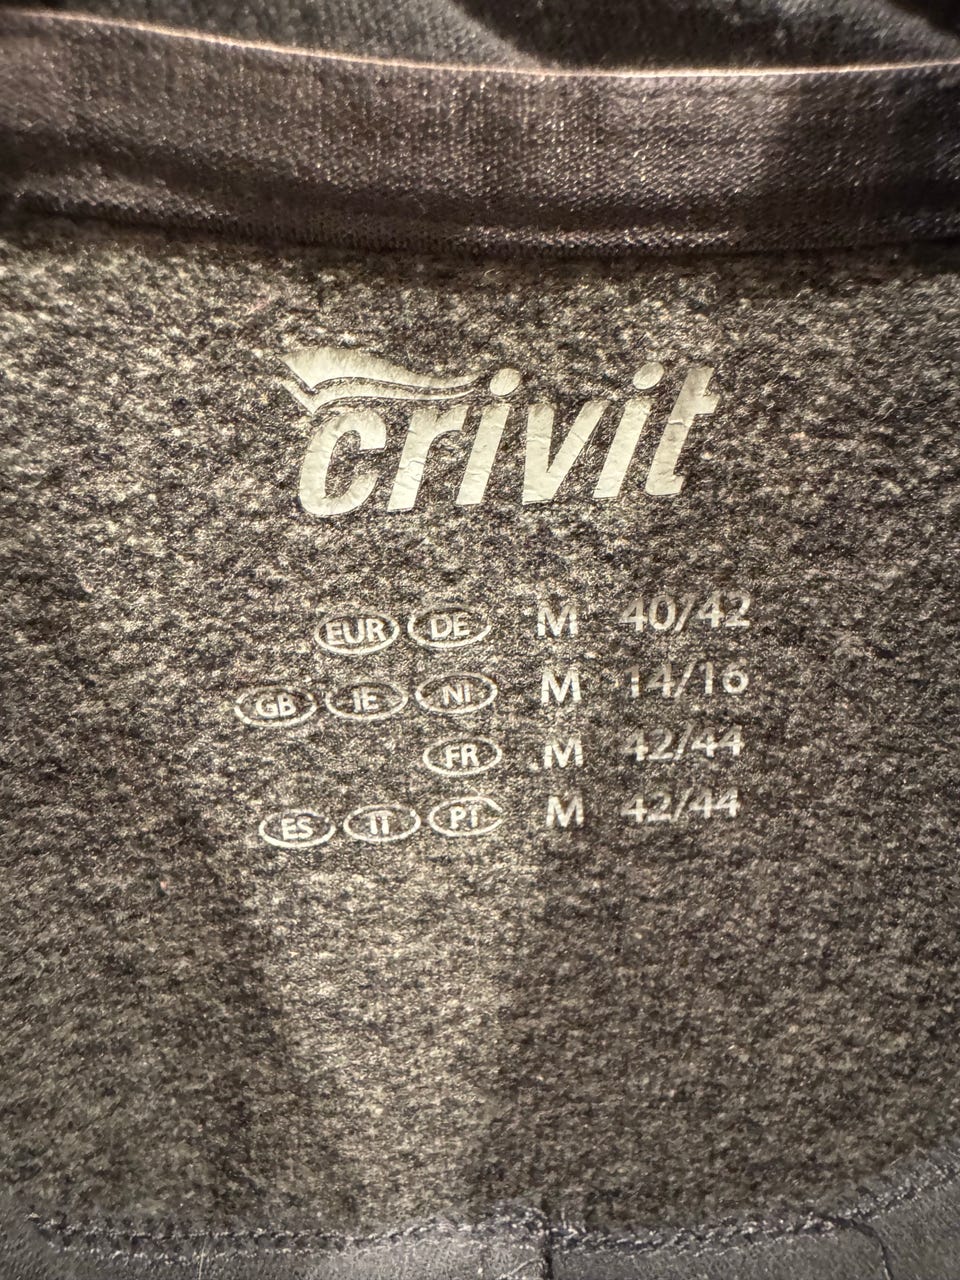 crivit
EUR DE M 40/42
GB IE NI M 14/16
FR M 42/44
ES IT PT M 42/44